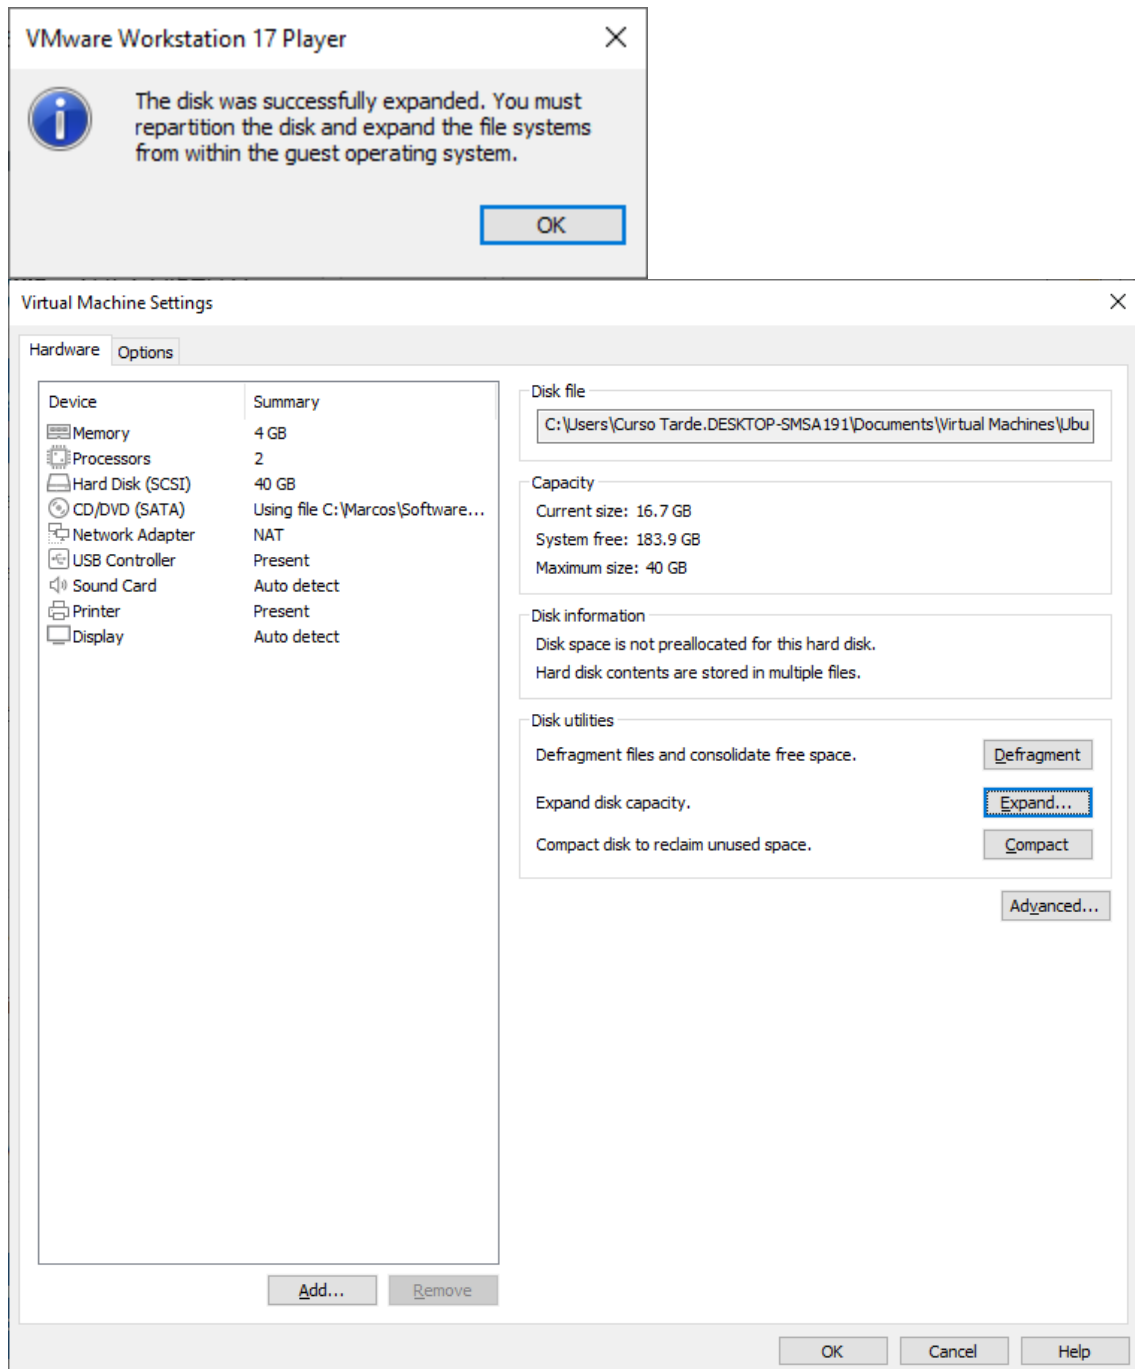 VMware Workstation 17 Player
The disk was successfully expanded. You must
repartition the disk and expand the file systems
from within the guest operating system.
OK
Virtual Machine Settings
Hardware
Options
Device Summary
Memory 4 GB
Processors 2
Hard Disk (SCSI) 40 GB
CD/DVD (SATA) Using file C:\Marcos\Software...
Network Adapter NAT
USB Controller Present
Sound Card Auto detect
Printer Present
Display Auto detect
Add...
Remove
Disk file
C:\Users\Curso Tarde.DESKTOP-SMSA191\Documents\Virtual Machines\Ubu
Capacity
Current size: 16.7 GB
System free: 183.9 GB
Maximum size: 40 GB
Disk information
Disk space is not preallocated for this hard disk.
Hard disk contents are stored in multiple files.
Disk utilities
Defragment files and consolidate free space. Defragment
Expand disk capacity. Expand...
Compact disk to reclaim unused space. Compact
Advanced...
OK
Cancel
Help